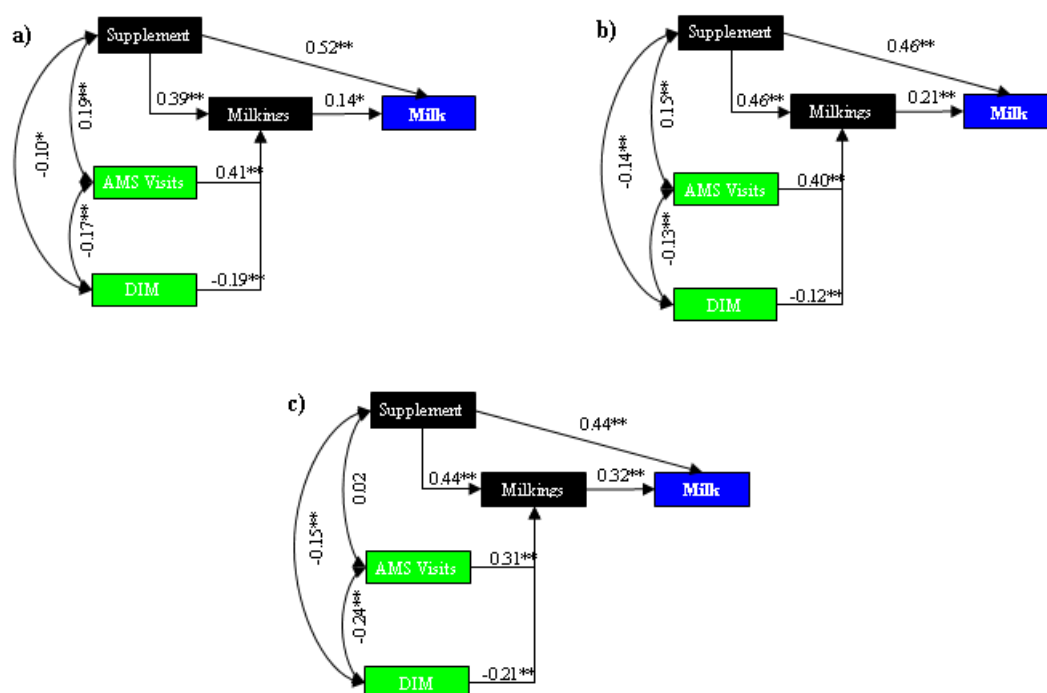 a)
Supplement
0.52**
0.39**
0.19**
-0.10*
Milkings
0.14*
Milk
AMS Visits
0.41**
-0.17**
DIM
-0.19**
b)
Supplement
0.46**
0.46**
0.15**
-0.14**
Milkings
0.21**
Milk
AMS Visits
0.40**
-0.13**
DIM
-0.12**
c)
Supplement
0.44**
0.44**
0.02
-0.15**
Milkings
0.32**
Milk
AMS Visits
0.31**
-0.24**
DIM
-0.21**